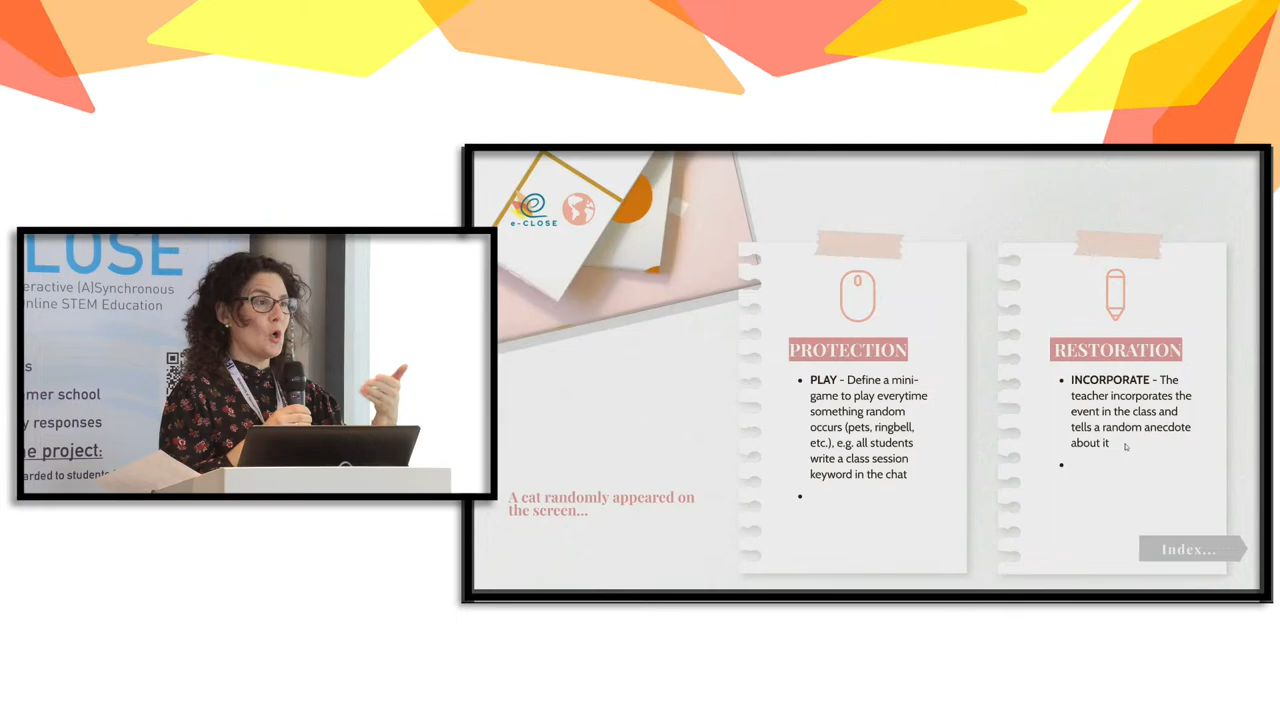 LOSE
eractive (A)Synchronous
nline STEM Education
s
mer school
y responses
e project:
arded to students
e-CLOSE
A cat randomly appeared on
the screen...
PROTECTION
• PLAY - Define a mini-
game to play everytime
something random
occurs (pets, ringbell,
etc.), e.g. all students
write a class session
keyword in the chat
•
RESTORATION
• INCORPORATE - The
teacher incorporates the
event in the class and
tells a random anecdote
about it
•
Index...